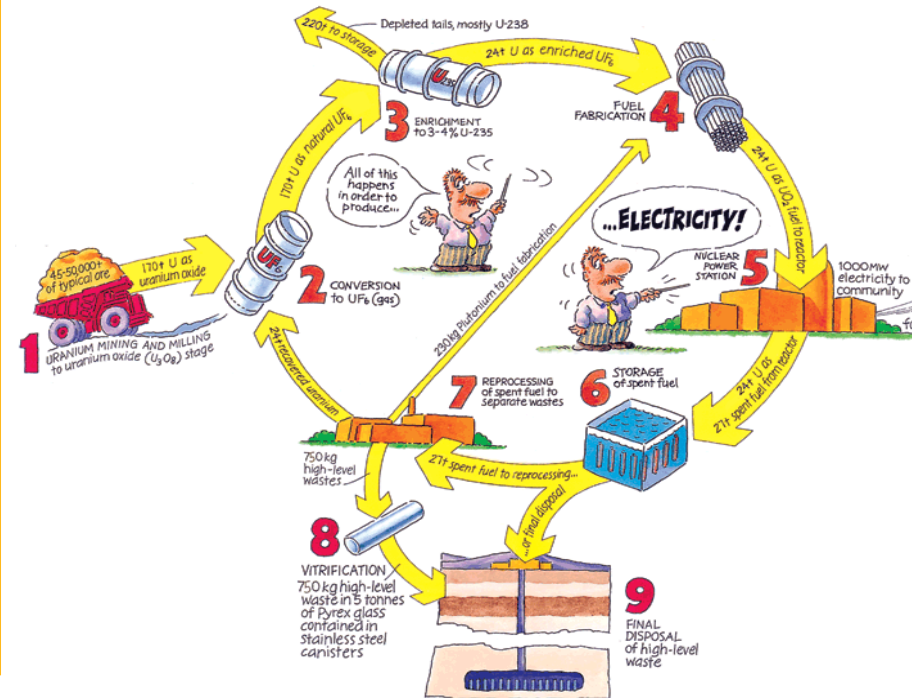 220t to storage
Depleted tails, mostly U-238
U235
24t U as enriched UF6
3
ENRICHMENT
to 3-4% U-235
FUEL
FABRICATION
4
170t U as natural UF6
All of this
happens
in order to
produce...
...ELECTRICITY!
24t U as UO2 fuel to reactor
NUCLEAR
POWER
STATION
5
1000MW
electricity to
community
45-50,000t
of typical ore
170t U as
uranium oxide
UF6
2
CONVERSION
to UF6 (gas)
1
URANIUM MINING AND MILLING
to uranium oxide (U3O8) stage
230kg Plutonium to fuel fabrication
24t recovered uranium
7
REPROCESSING
of spent fuel to
separate wastes
6
STORAGE
of spent fuel
24t U as
27t spent fuel from reactor
750kg
high-level
wastes
27t spent fuel to reprocessing...
...or final disposal
8
VITRIFICATION
750kg high-level
waste in 5 tonnes
of Pyrex glass
contained in
stainless steel
canisters
9
FINAL
DISPOSAL
of high-level
waste